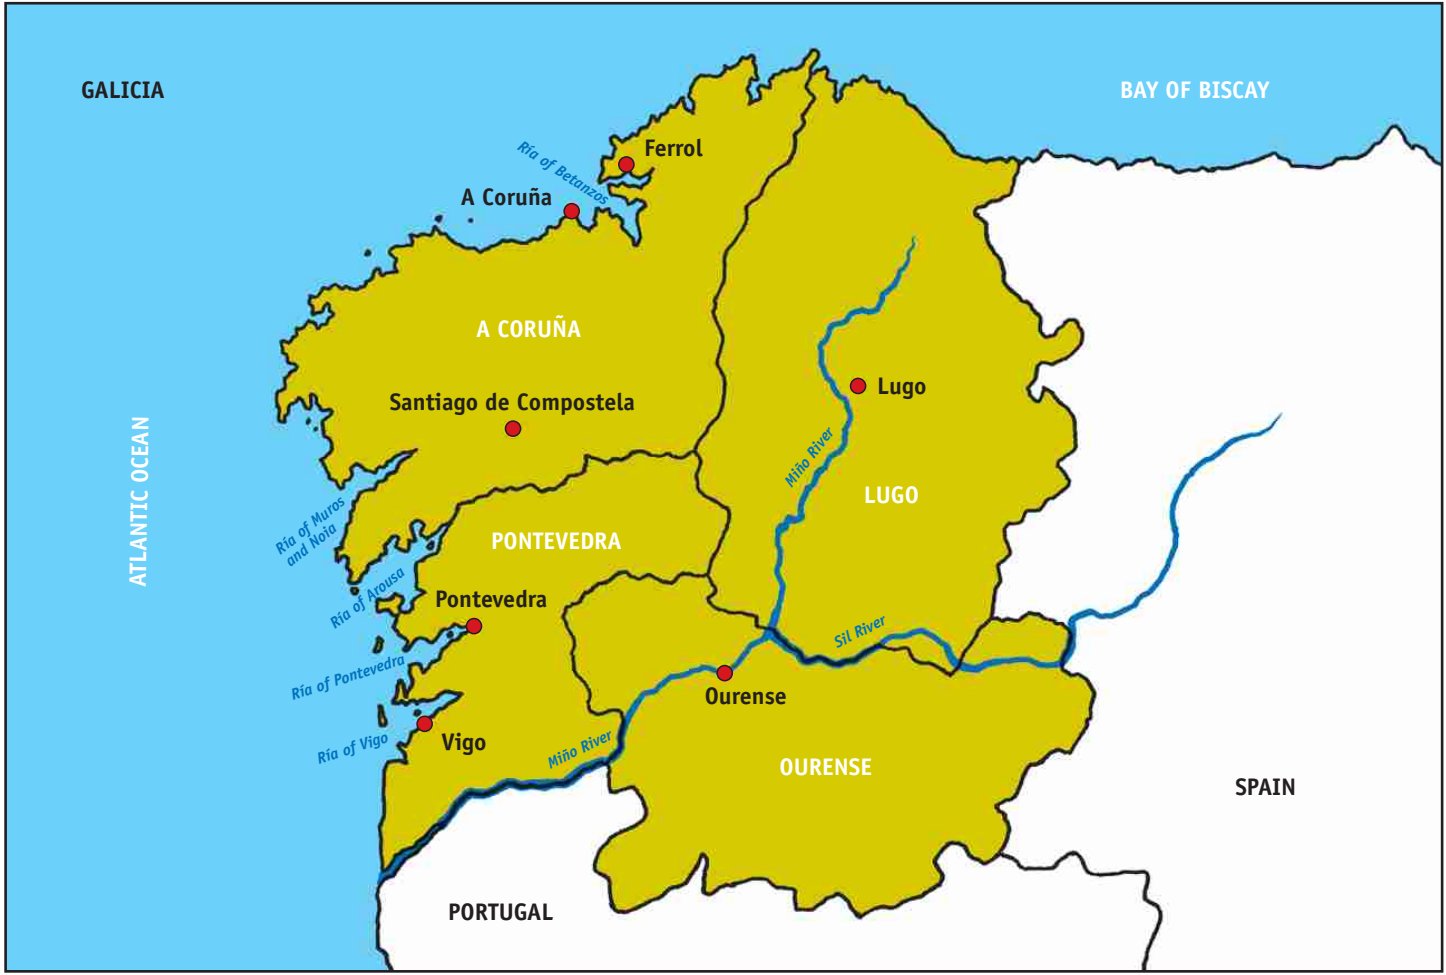 GALICIA
BAY OF BISCAY
Ferrol
Ría of Betanzos
A Coruña
A CORUÑA
Lugo
Santiago de Compostela
ATLANTIC OCEAN
Miño River
LUGO
Ría of Muros
and Noia
PONTEVEDRA
Ría of Arousa
Pontevedra
Sil River
Ría of Pontevedra
Ourense
Vigo
Ría of Vigo
Miño River
OURENSE
SPAIN
PORTUGAL